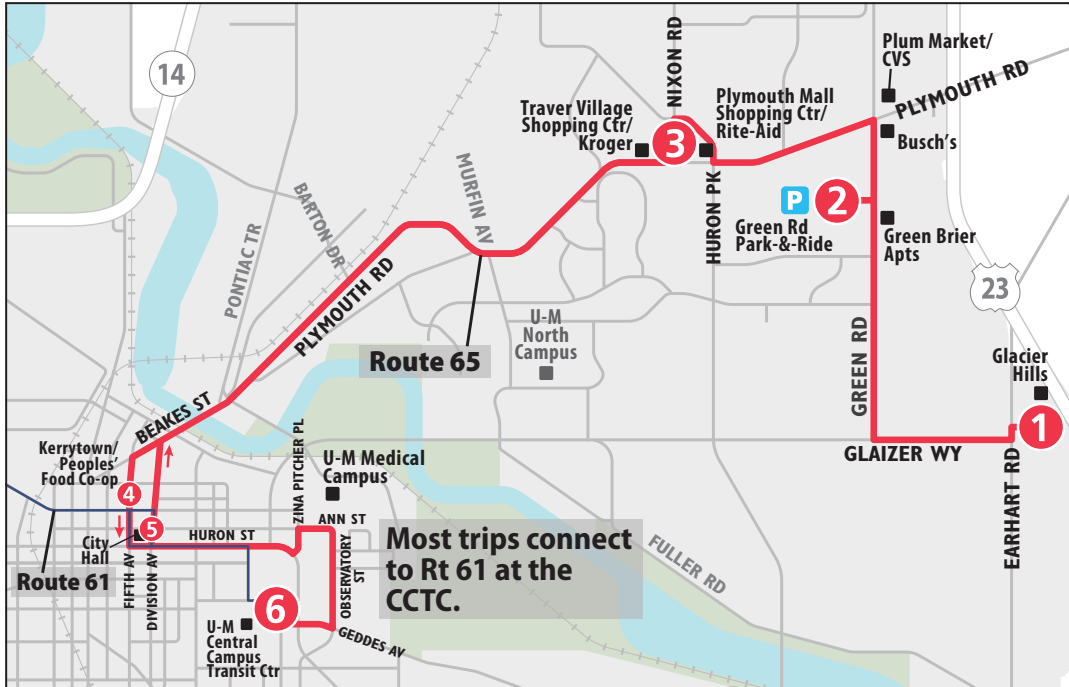 14
NIXON RD
Plum Market/
CVS
PLYMOUTH RD
Traver Village
Shopping Ctr/
Kroger
3
Plymouth Mall
Shopping Ctr/
Rite-Aid
Busch's
MURFIN AV
BARTON DR
PONTIAC TR
HURON PK
P
2
Green Rd
Park-&-Ride
Green Brier
Apts
23
PLYMOUTH RD
U-M
North
Campus
Route 65
GREEN RD
Glacier
Hills
1
GLAIZER WY
EARHART RD
BEAKES ST
Kerrytown/
Peoples'
Food Co-op
ZINA PITCHER PL
U-M Medical
Campus
4
5
City
Hall
HURON ST
ANN ST
Route 61
FIFTH AV
DIVISION AV
OBSERVATORY
ST
Most trips connect
to Rt 61 at the
CCTC.
FULLER RD
6
U-M
Central
Campus
Transit Ctr
GEDDES AV